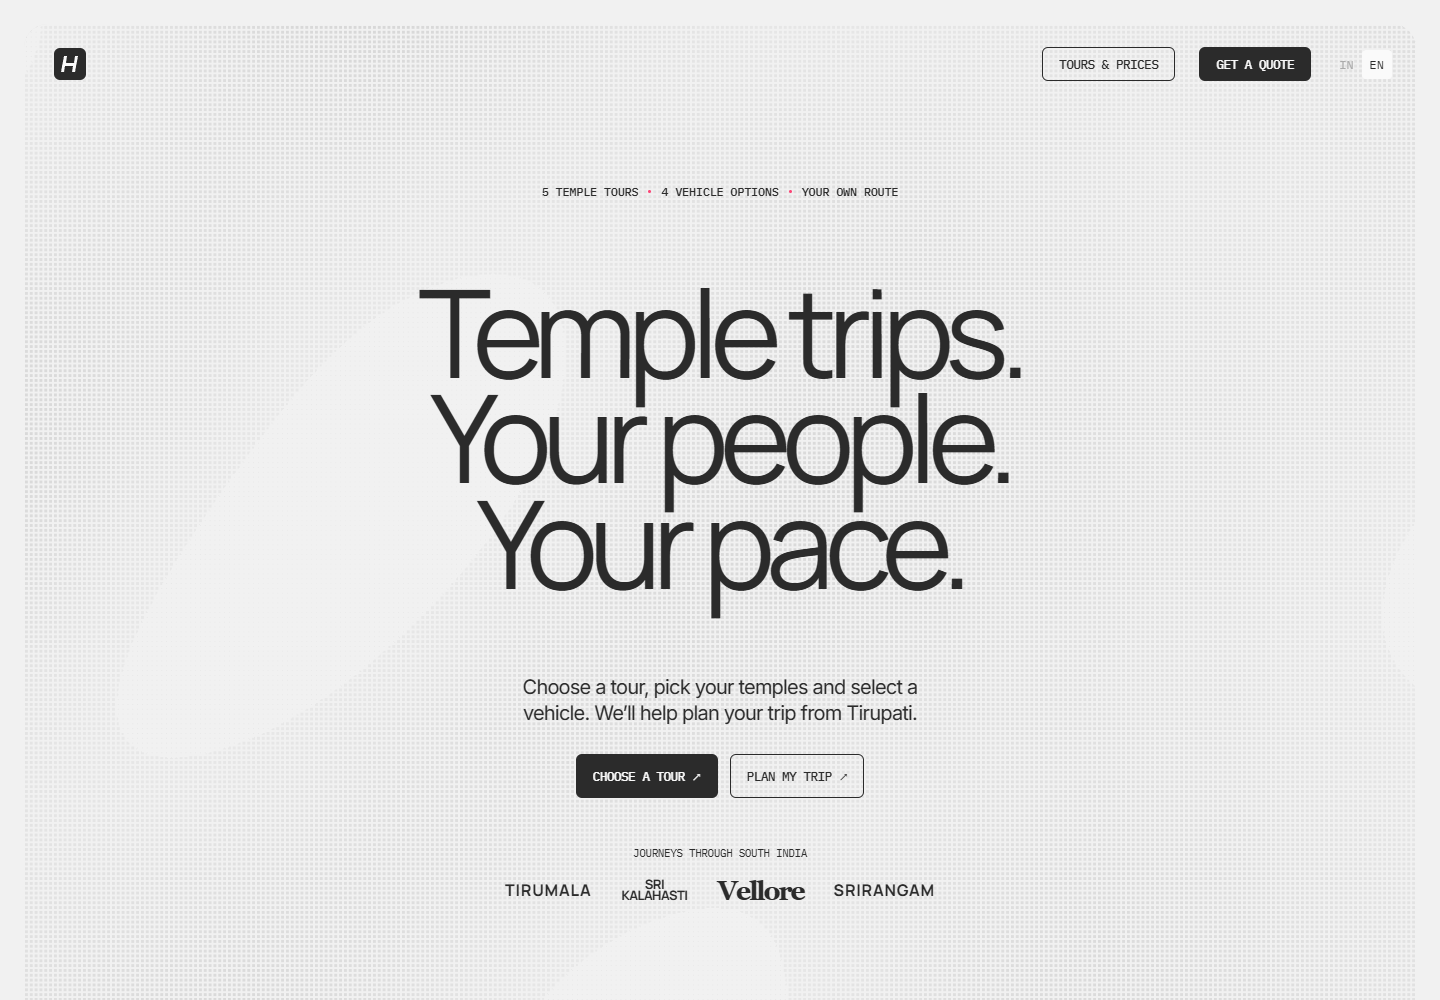 H
TOURS & PRICES
GET A QUOTE
IN
EN
5 TEMPLE TOURS • 4 VEHICLE OPTIONS • YOUR OWN ROUTE
Temple trips.
Your people.
Your pace.
Choose a tour, pick your temples and select a
vehicle. We’ll help plan your trip from Tirupati.
CHOOSE A TOUR ↗
PLAN MY TRIP ↗
JOURNEYS THROUGH SOUTH INDIA
TIRUMALA
SRI
KALAHASTI
Vellore
SRIRANGAM